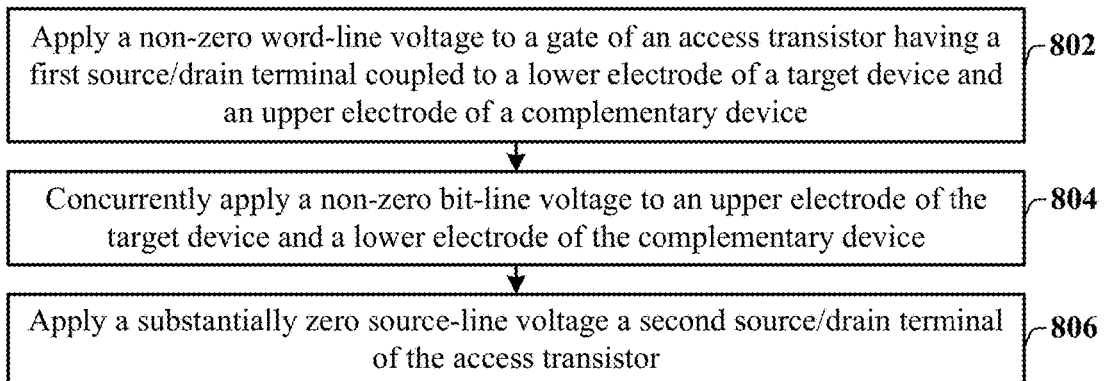 Apply a non-zero word-line voltage to a gate of an access transistor having a
first source/drain terminal coupled to a lower electrode of a target device and
an upper electrode of a complementary device
802
Concurrently apply a non-zero bit-line voltage to an upper electrode of the
target device and a lower electrode of the complementary device
804
Apply a substantially zero source-line voltage a second source/drain terminal
of the access transistor
806